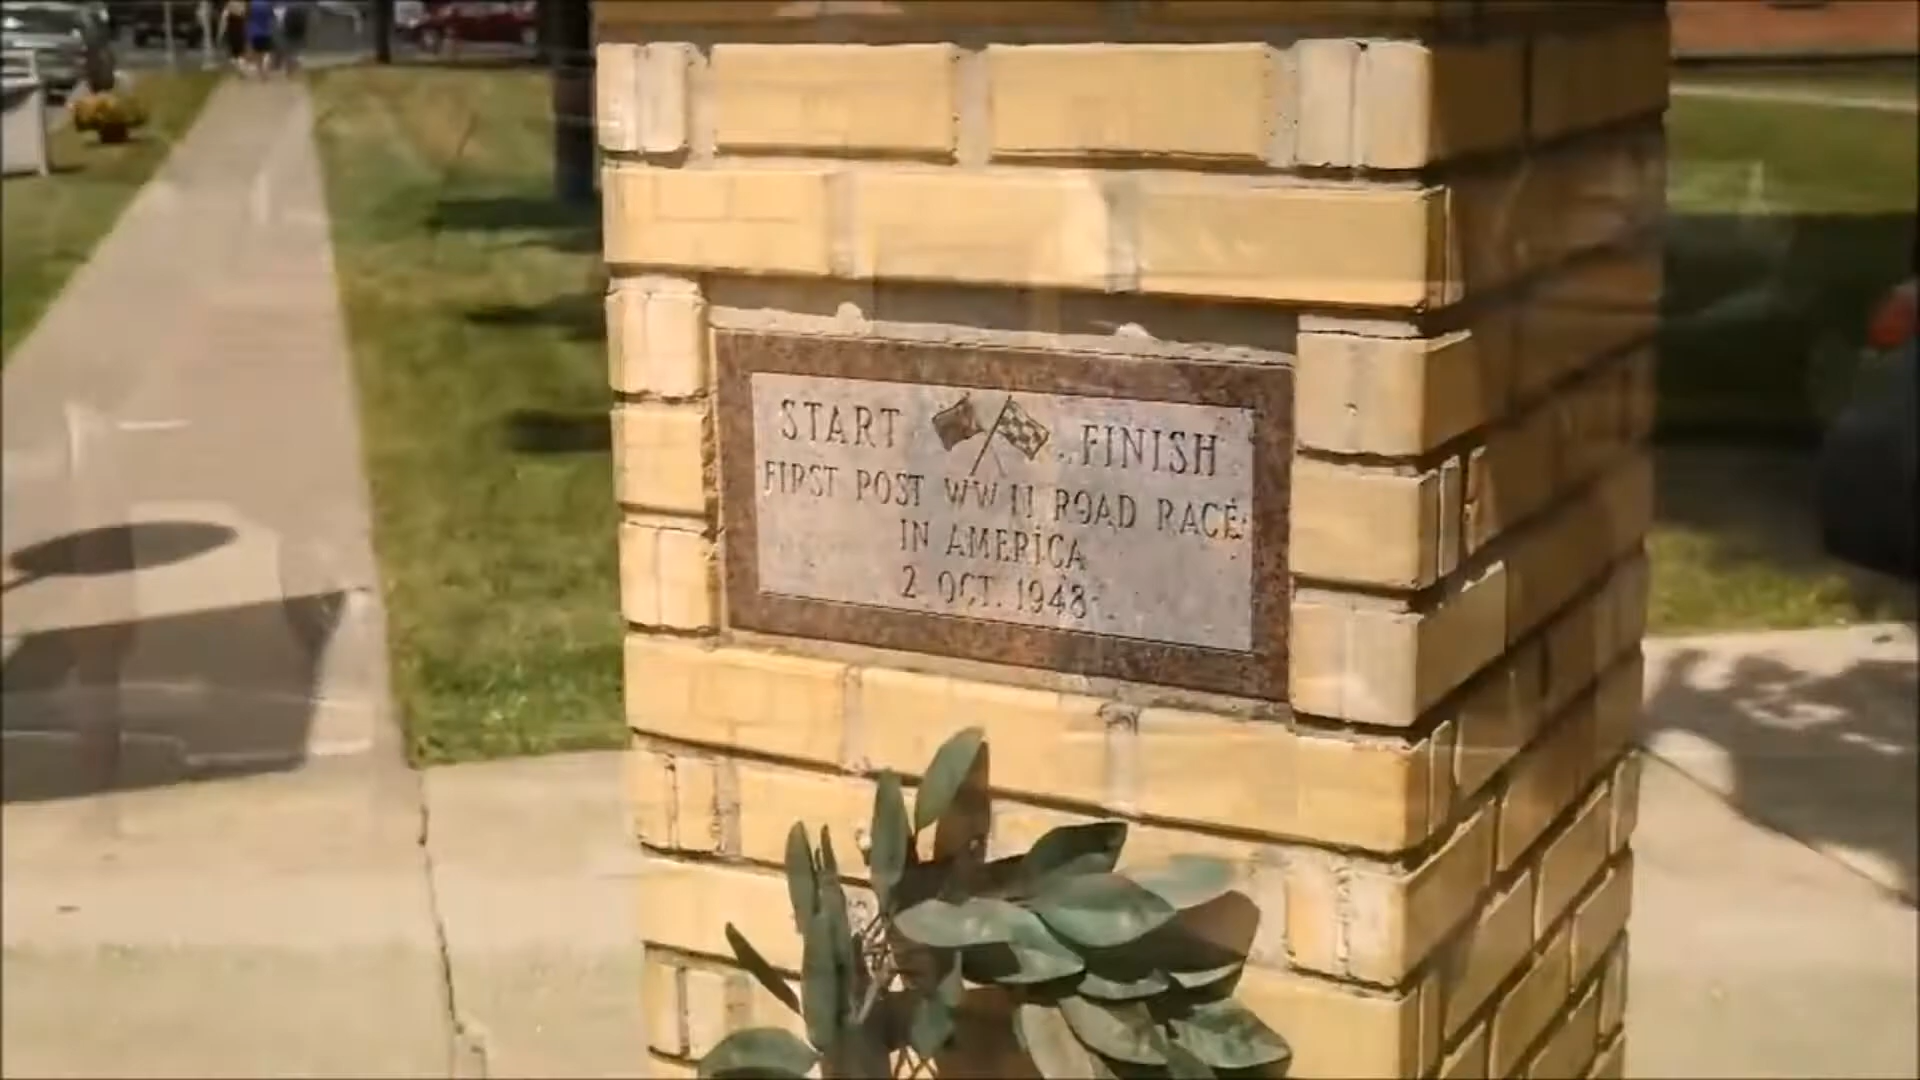 START FINISH
FIRST POST WW II ROAD RACE
IN AMERICA
2 OCT. 1948